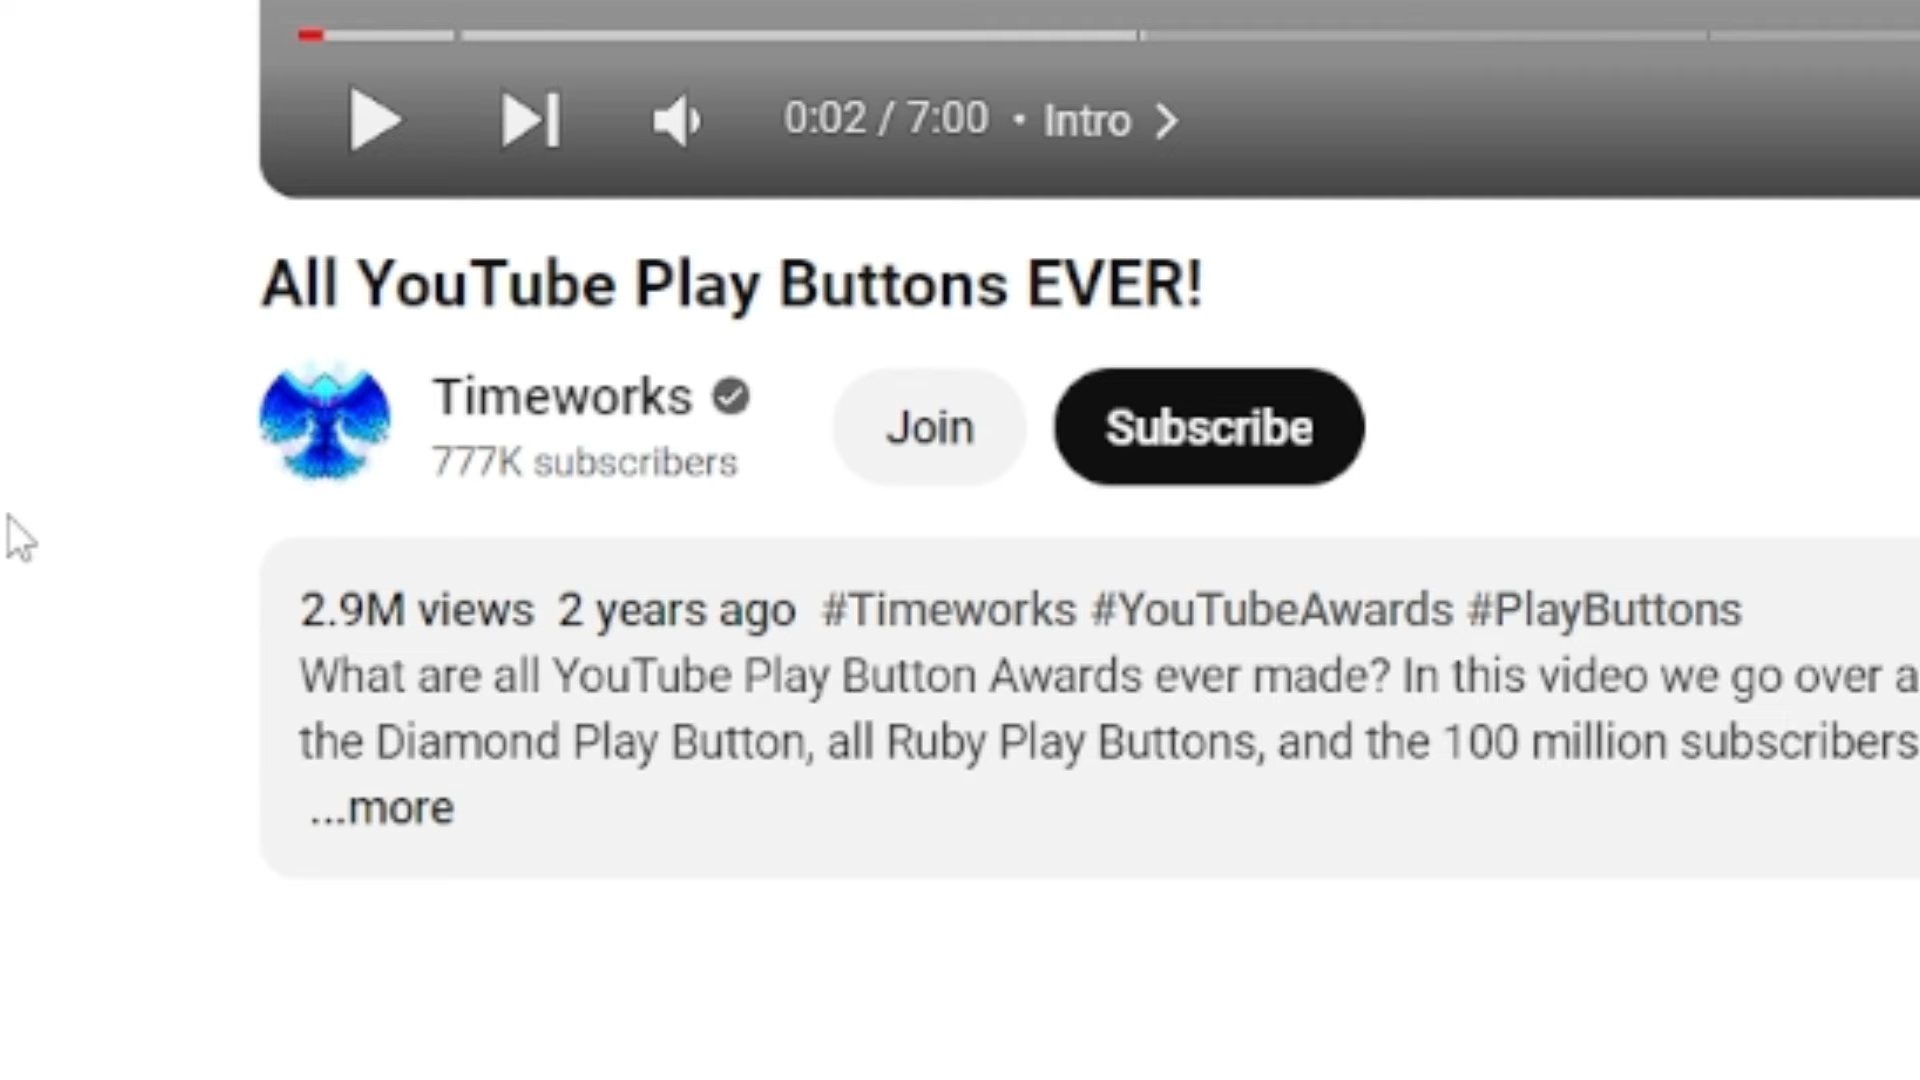 0:02 / 7:00 • Intro
All YouTube Play Buttons EVER!
Timeworks
777K subscribers
Join
Subscribe
2.9M views 2 years ago #Timeworks #YouTubeAwards #PlayButtons
What are all YouTube Play Button Awards ever made? In this video we go over a
the Diamond Play Button, all Ruby Play Buttons, and the 100 million subscribers
...more